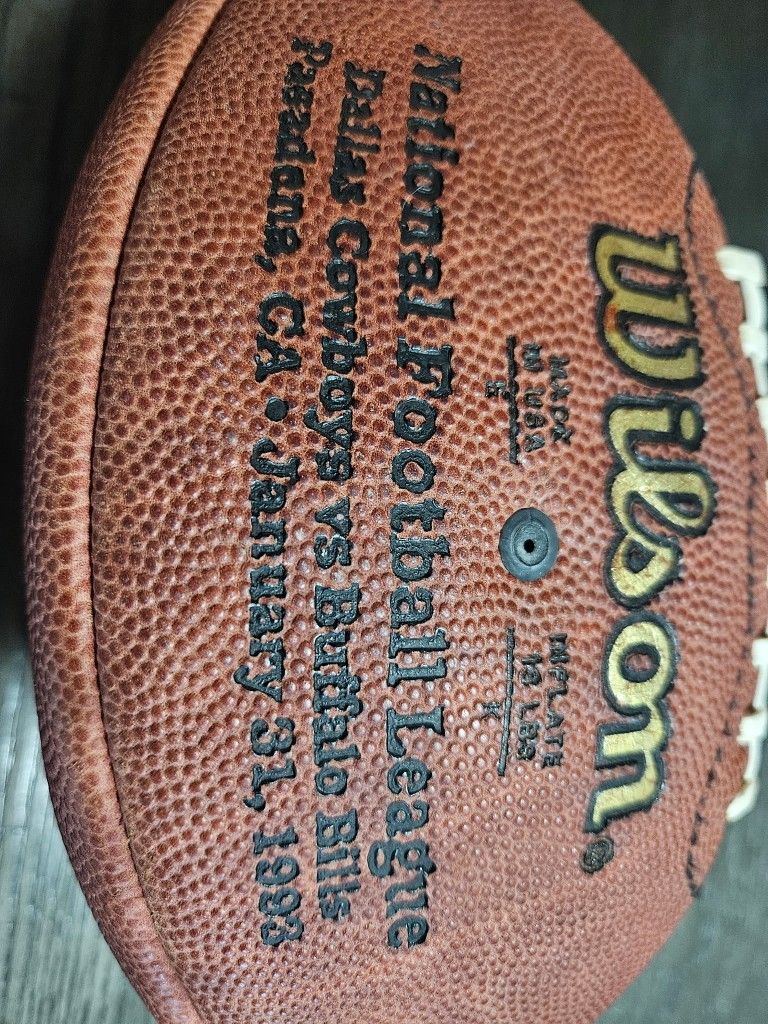 Wilson®
MADE
IN USA
INFLATE
13 LBS
National Football League
Dallas Cowboys vs Buffalo Bills
Pasadena, CA • January 31, 1993